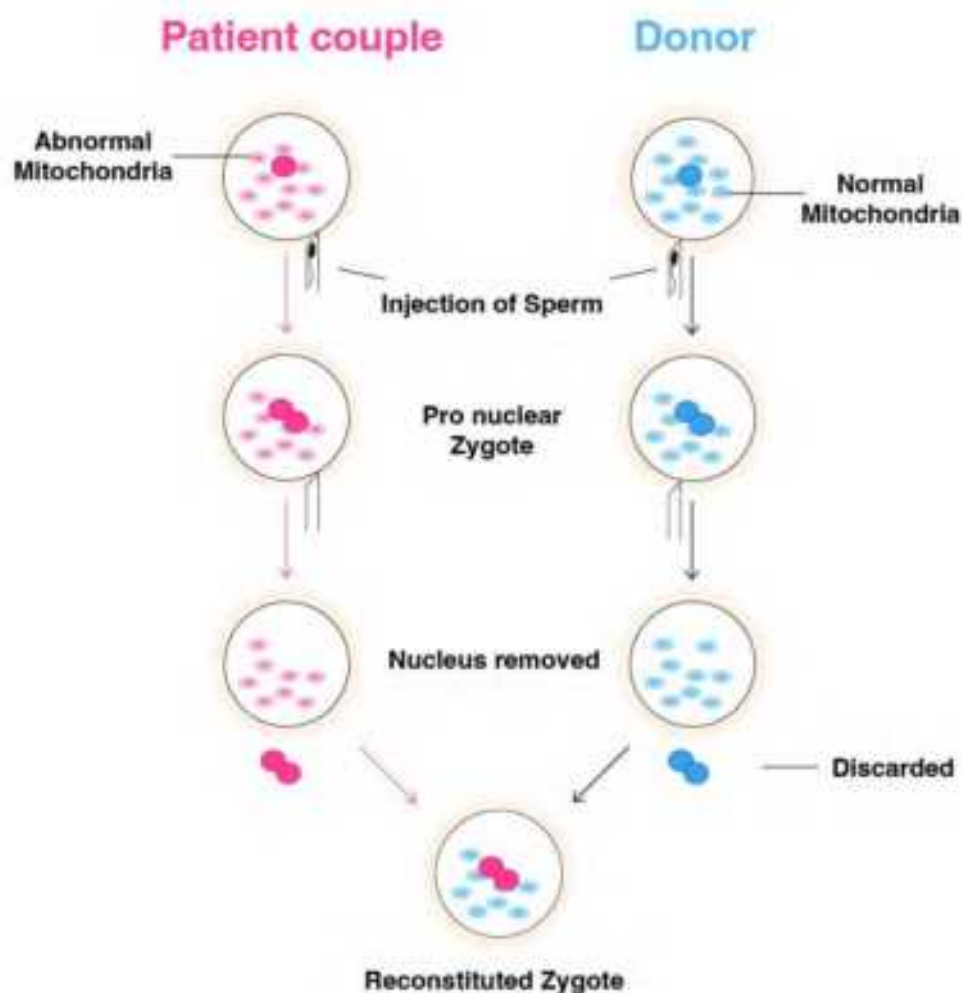 Patient couple
Donor
Abnormal
Mitochondria
Normal
Mitochondria
Injection of Sperm
Pro nuclear
Zygote
Nucleus removed
Discarded
Reconstituted Zygote